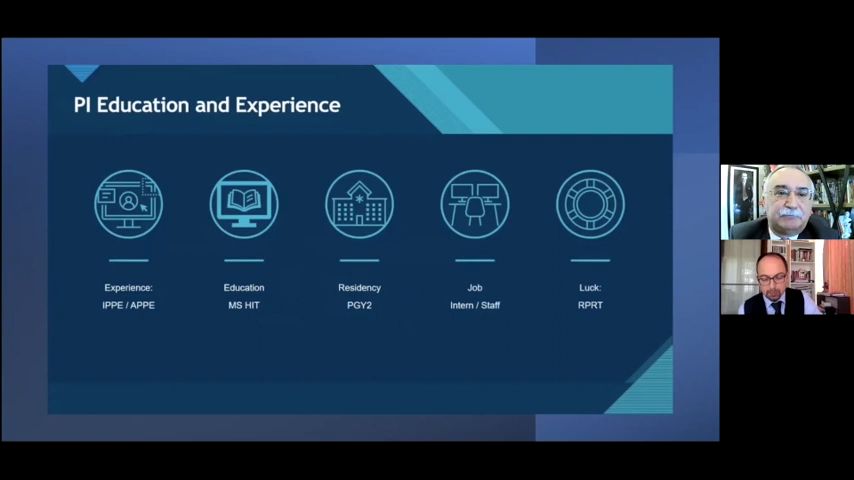 PI Education and Experience
Experience:
IPPE / APPE
Education
MS HIT
Residency
PGY2
Job
Intern / Staff
Luck:
RPRT